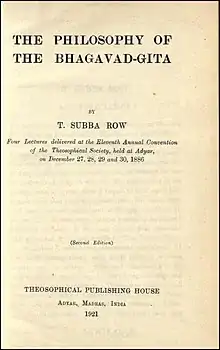 THE PHILOSOPHY OF
THE BHAGAVAD-GITA
BY
T. SUBBA ROW
Four Lectures delivered at the Eleventh Annual Convention
of the Theosophical Society, held at Adyar,
on December 27, 28, 29 and 30, 1886
(Second Edition)
THEOSOPHICAL PUBLISHING HOUSE
ADYAR, MADRAS, INDIA
1921